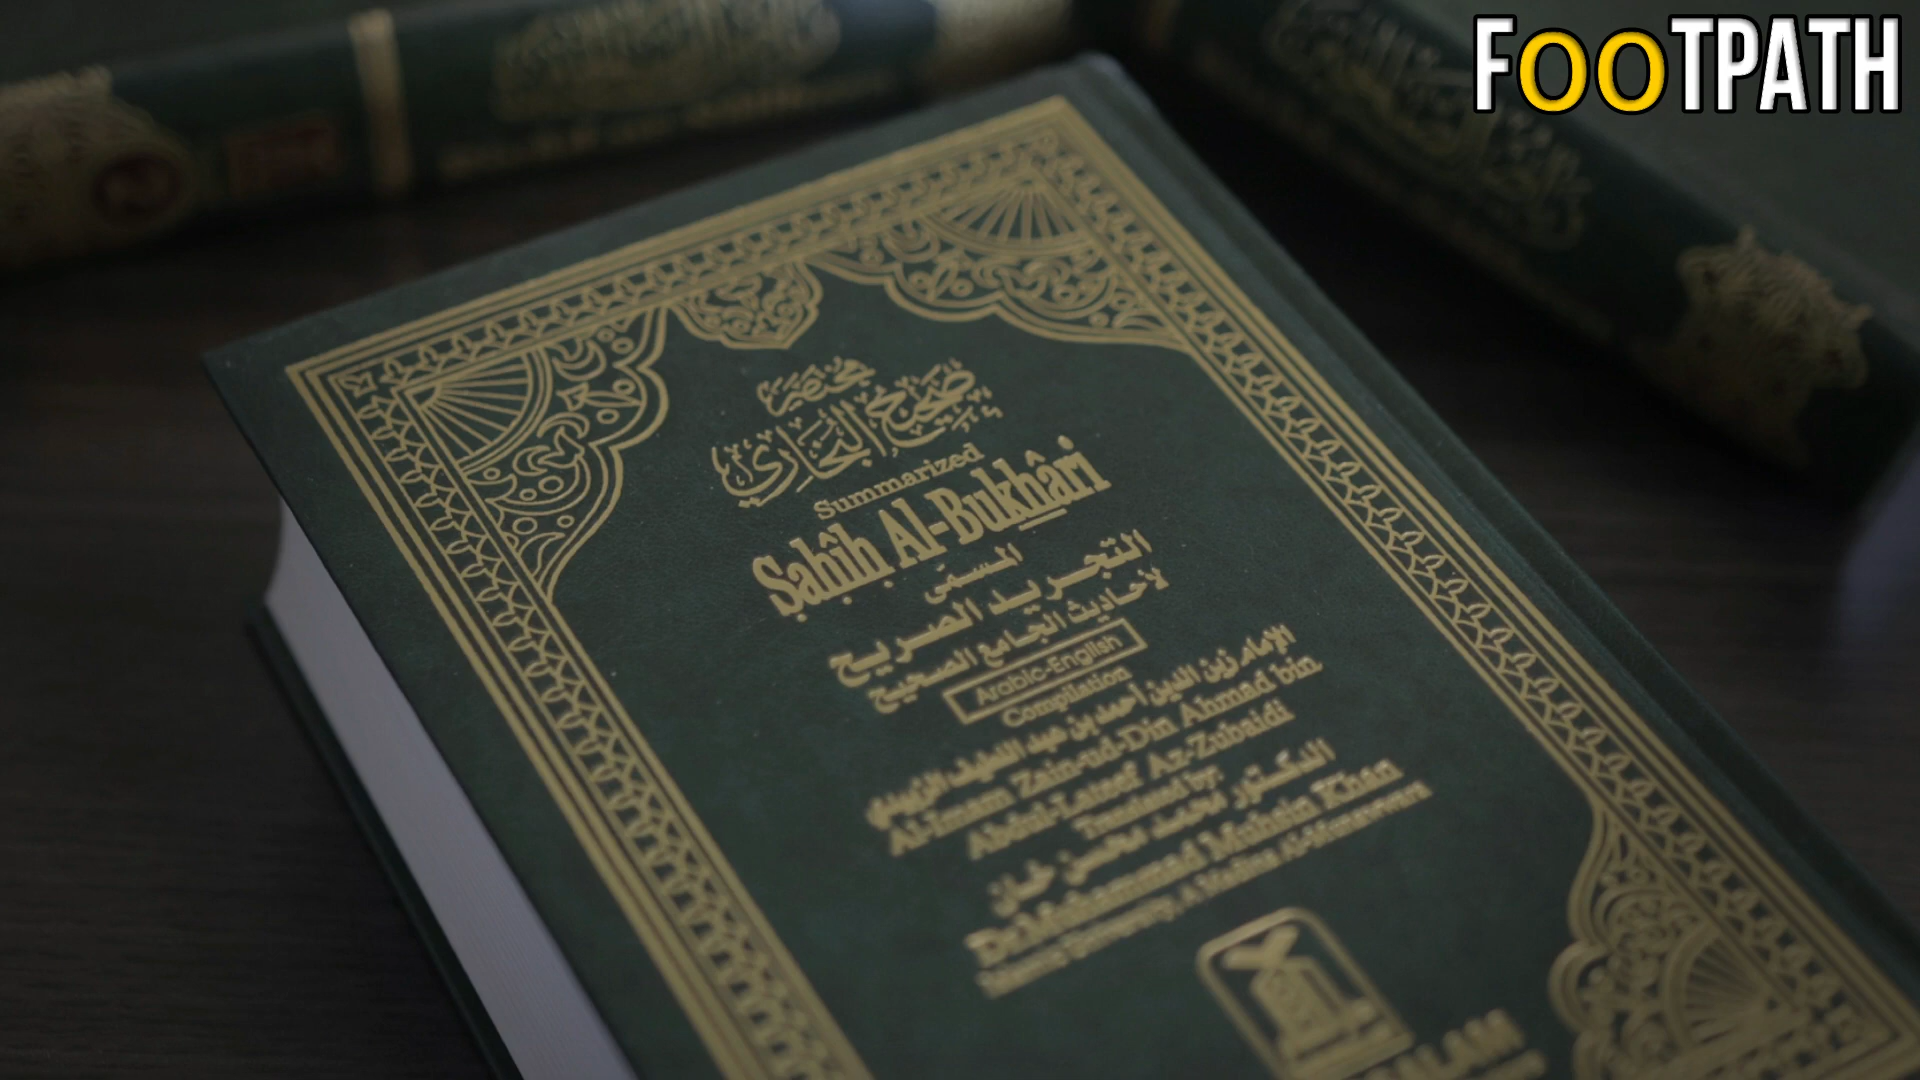 FOOTPATH
مختصر
صحيح البخاري
Summarized
Ṣaḥîḥ Al-Bukhâri
المسمى
التجريد الصريح
لأحاديث الجامع الصحيح
Arabic-English
Compilation
الإمام زين الدين أحمد بن عبد اللطيف الزبيدي
Al-Imam Zain-ud-Din Ahmad bin
Abdul-Lateef Az-Zubaidi
Translated by:
الدكتور محمد محسن خان
Dr. Muhammad Muhsin Khan